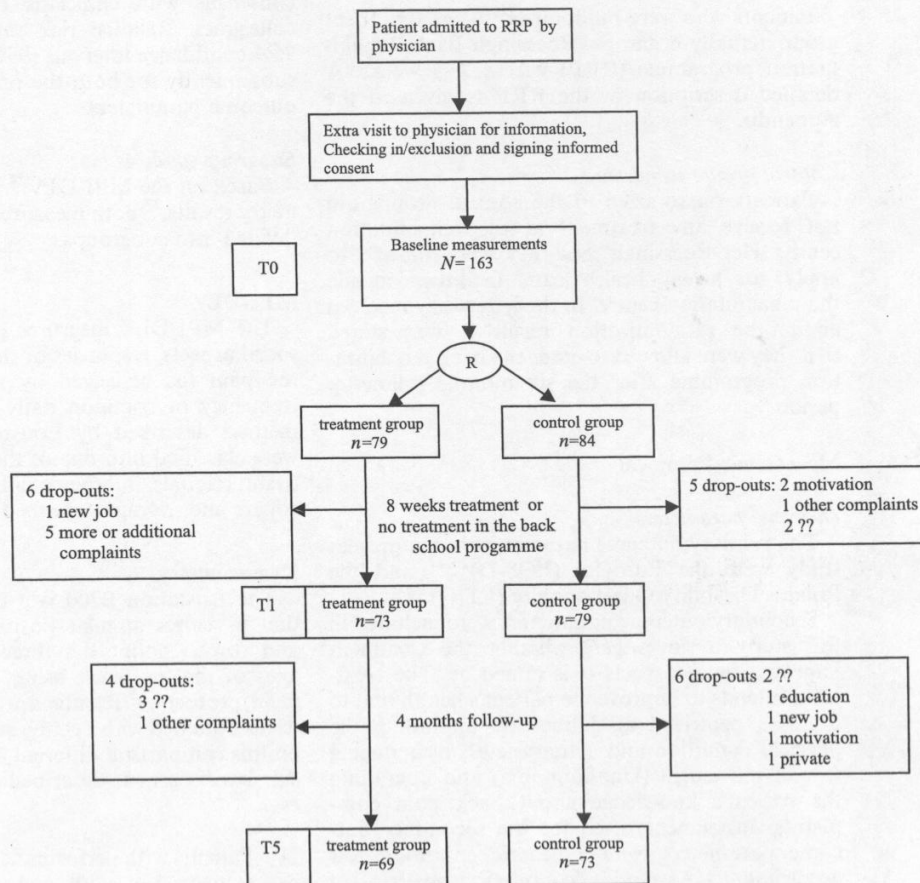 Patient admitted to RRP by
physician
Extra visit to physician for information,
Checking in/exclusion and signing informed
consent
T0
Baseline measurements
N= 163
R
treatment group
n=79
control group
n=84
6 drop-outs:
1 new job
5 more or additional
complaints
8 weeks treatment or
no treatment in the back
school progamme
5 drop-outs: 2 motivation
1 other complaints
2 ??
T1
treatment group
n=73
control group
n=79
4 drop-outs:
3 ??
1 other complaints
4 months follow-up
6 drop-outs 2 ??
1 education
1 new job
1 motivation
1 private
T5
treatment group
n=69
control group
n=73